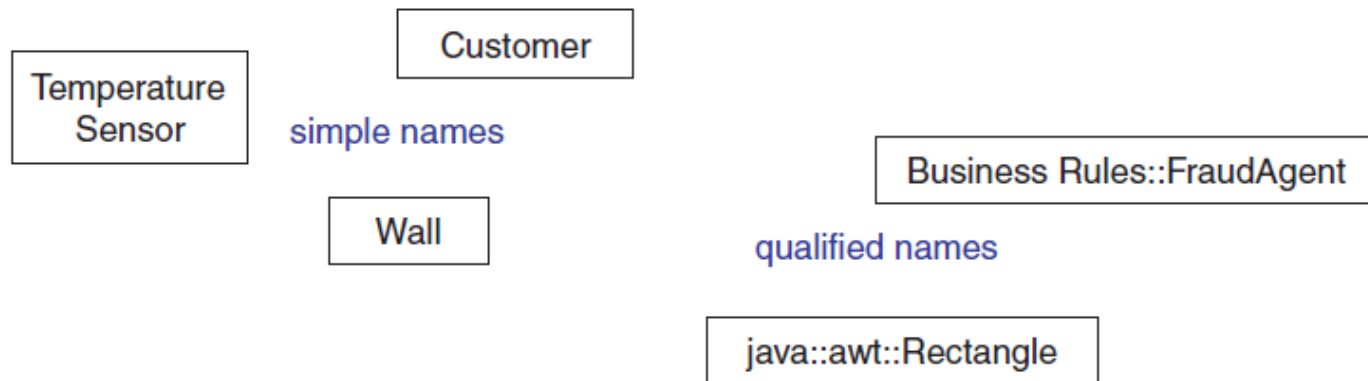 Customer
Temperature
Sensor
simple names
Business Rules::FraudAgent
Wall
qualified names
java::awt::Rectangle